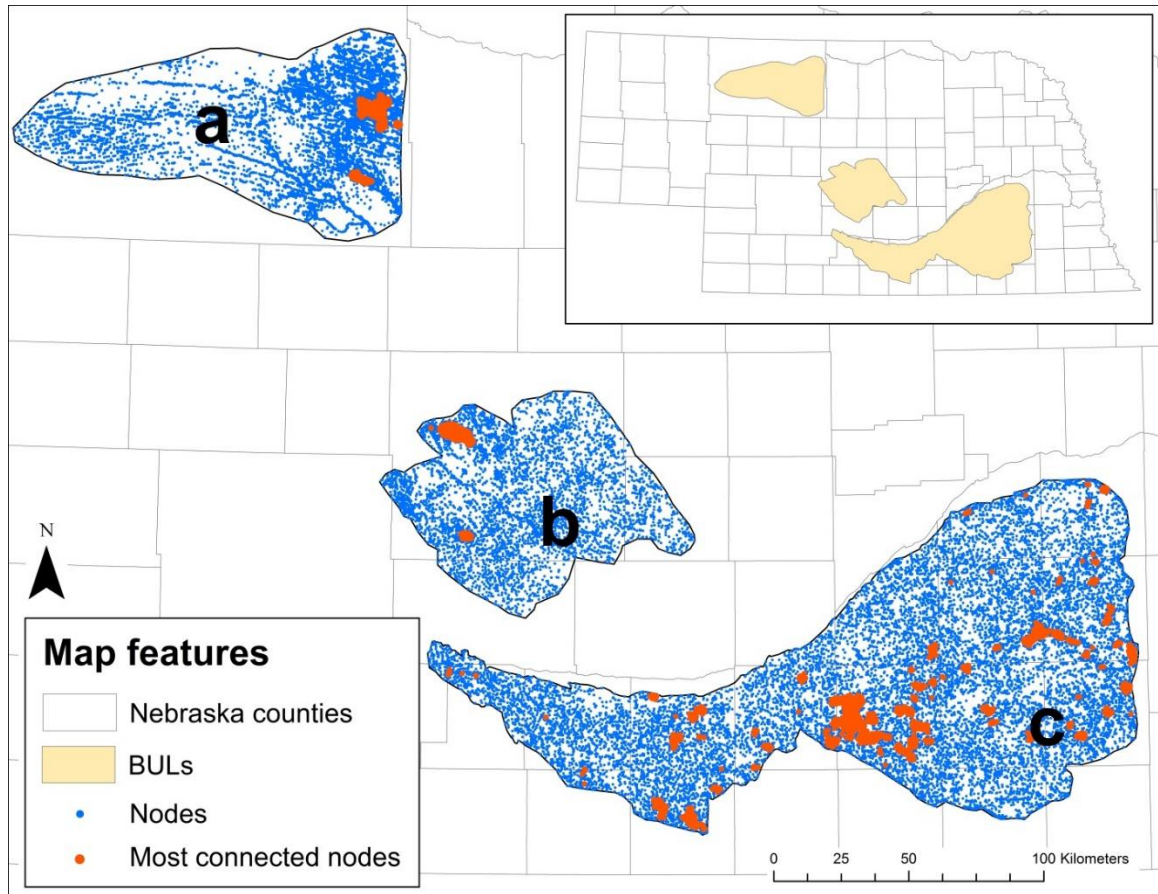 a
b
c
N
Map features
Nebraska counties
BULs
Nodes
Most connected nodes
0 25 50 100 Kilometers